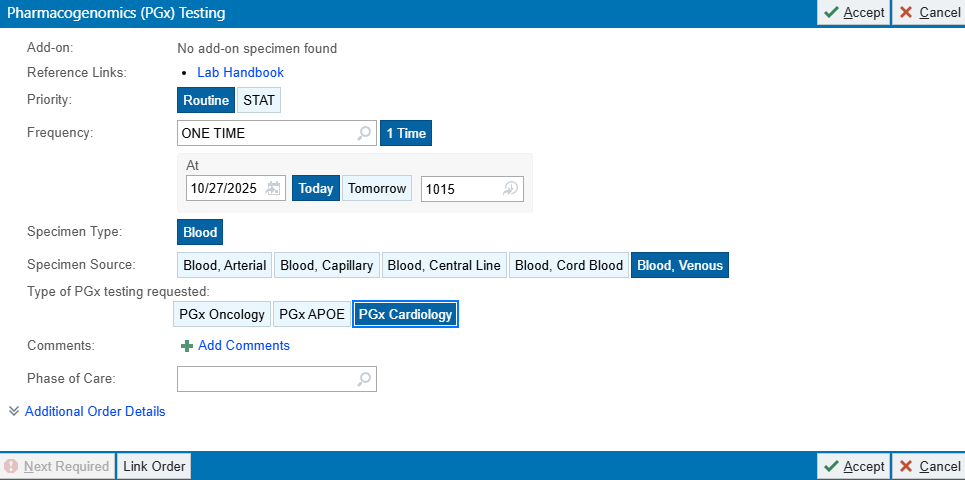 Pharmacogenomics (PGx) Testing Accept Cancel
Add-on: No add-on specimen found
Reference Links: • Lab Handbook
Priority: Routine STAT
Frequency: ONE TIME 1 Time
At
10/27/2025 Today Tomorrow 1015
Specimen Type: Blood
Specimen Source: Blood, Arterial Blood, Capillary Blood, Central Line Blood, Cord Blood Blood, Venous
Type of PGx testing requested:
PGx Oncology PGx APOE PGx Cardiology
Comments: Add Comments
Phase of Care:
Additional Order Details
Next Required Link Order Accept Cancel